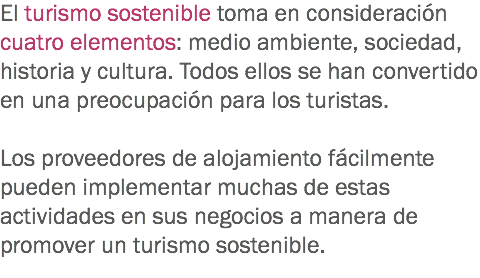 El turismo sostenible toma en consideración
cuatro elementos: medio ambiente, sociedad,
historia y cultura. Todos ellos se han convertido
en una preocupación para los turistas.

Los proveedores de alojamiento fácilmente
pueden implementar muchas de estas
actividades en sus negocios a manera de
promover un turismo sostenible.